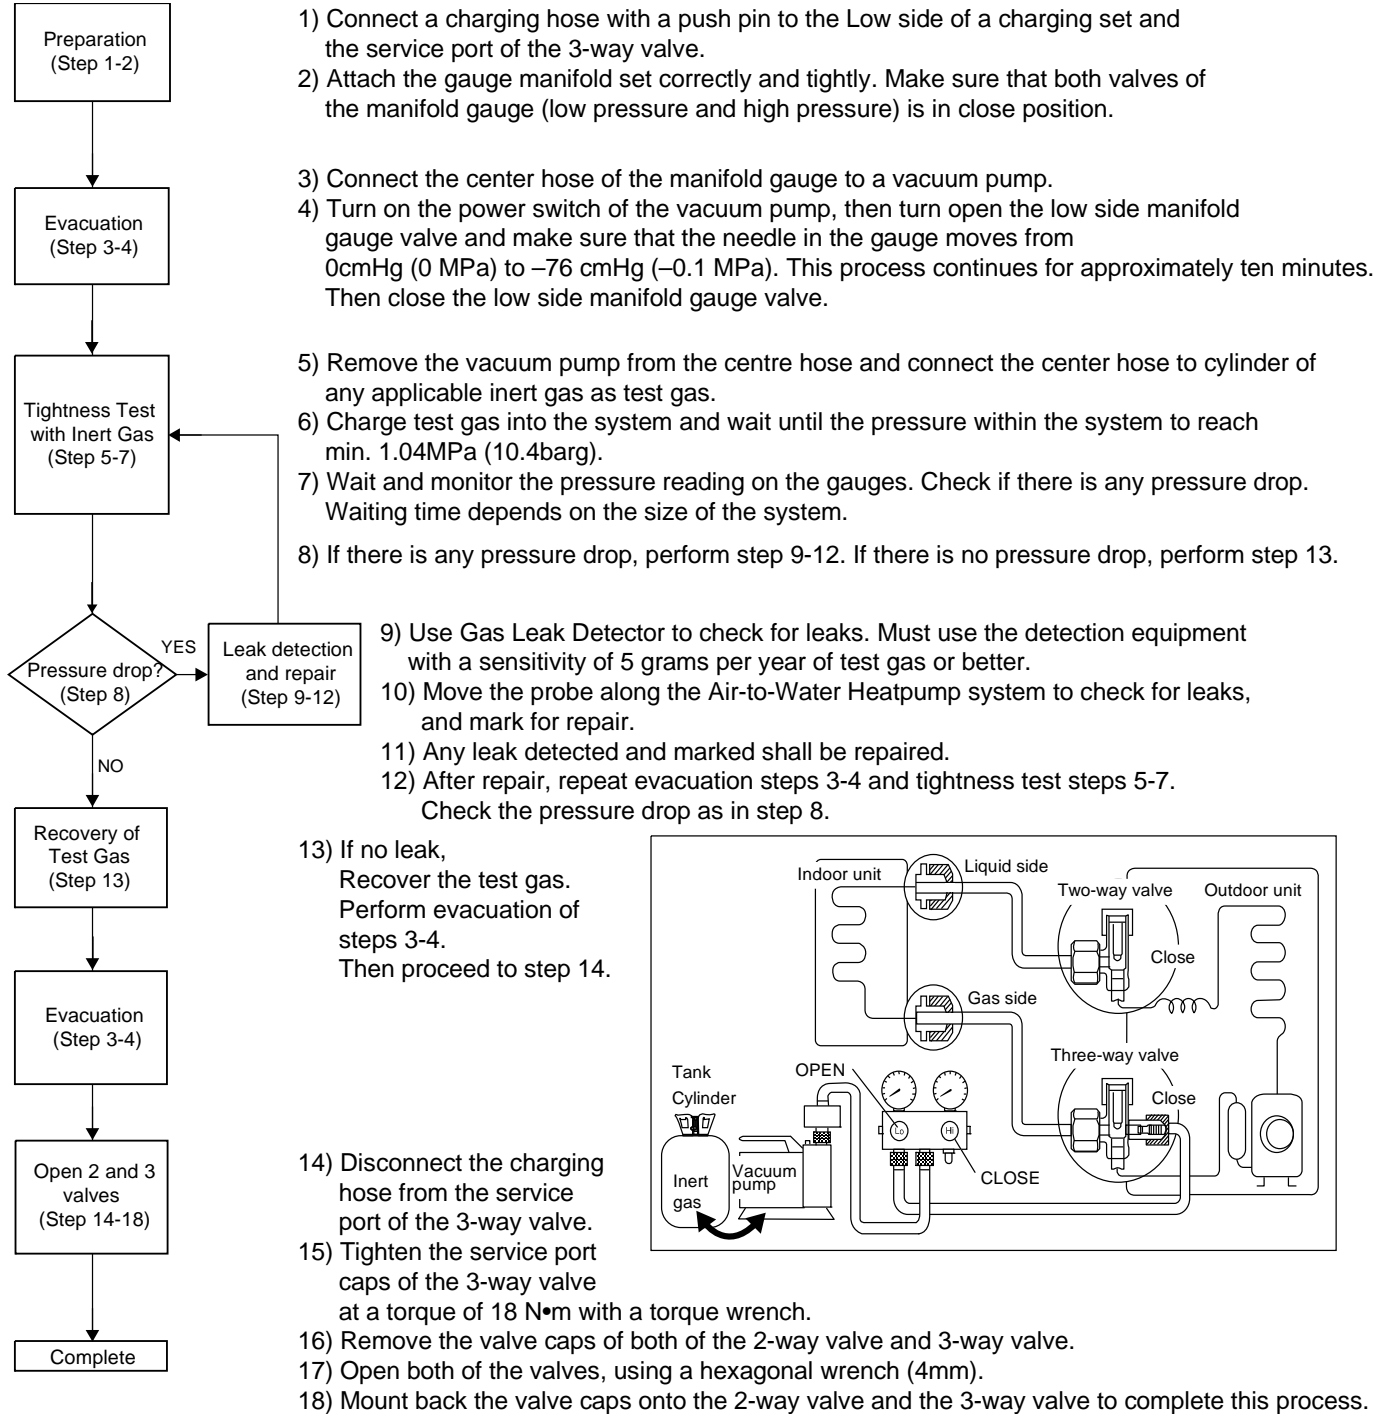 Preparation
(Step 1-2)
1) Connect a charging hose with a push pin to the Low side of a charging set and
the service port of the 3-way valve.
2) Attach the gauge manifold set correctly and tightly. Make sure that both valves of
the manifold gauge (low pressure and high pressure) is in close position.
Evacuation
(Step 3-4)
3) Connect the center hose of the manifold gauge to a vacuum pump.
4) Turn on the power switch of the vacuum pump, then turn open the low side manifold
gauge valve and make sure that the needle in the gauge moves from
0cmHg (0 MPa) to –76 cmHg (–0.1 MPa). This process continues for approximately ten minutes.
Then close the low side manifold gauge valve.
Tightness Test
with Inert Gas
(Step 5-7)
5) Remove the vacuum pump from the centre hose and connect the center hose to cylinder of
any applicable inert gas as test gas.
6) Charge test gas into the system and wait until the pressure within the system to reach
min. 1.04MPa (10.4barg).
7) Wait and monitor the pressure reading on the gauges. Check if there is any pressure drop.
Waiting time depends on the size of the system.
8) If there is any pressure drop, perform step 9-12. If there is no pressure drop, perform step 13.
Pressure drop?
(Step 8)
YES
NO
Leak detection
and repair
(Step 9-12)
9) Use Gas Leak Detector to check for leaks. Must use the detection equipment
with a sensitivity of 5 grams per year of test gas or better.
10) Move the probe along the Air-to-Water Heatpump system to check for leaks,
and mark for repair.
11) Any leak detected and marked shall be repaired.
12) After repair, repeat evacuation steps 3-4 and tightness test steps 5-7.
Check the pressure drop as in step 8.
Recovery of
Test Gas
(Step 13)
13) If no leak,
Recover the test gas.
Perform evacuation of
steps 3-4.
Then proceed to step 14.
Evacuation
(Step 3-4)
Indoor unit
Liquid side
Two-way valve
Outdoor unit
Close
Gas side
Three-way valve
Close
Tank
Cylinder
OPEN
Lo
Hi
CLOSE
Inert
gas
Vacuum
pump
Open 2 and 3
valves
(Step 14-18)
14) Disconnect the charging
hose from the service
port of the 3-way valve.
15) Tighten the service port
caps of the 3-way valve
at a torque of 18 N•m with a torque wrench.
16) Remove the valve caps of both of the 2-way valve and 3-way valve.
17) Open both of the valves, using a hexagonal wrench (4mm).
18) Mount back the valve caps onto the 2-way valve and the 3-way valve to complete this process.
Complete